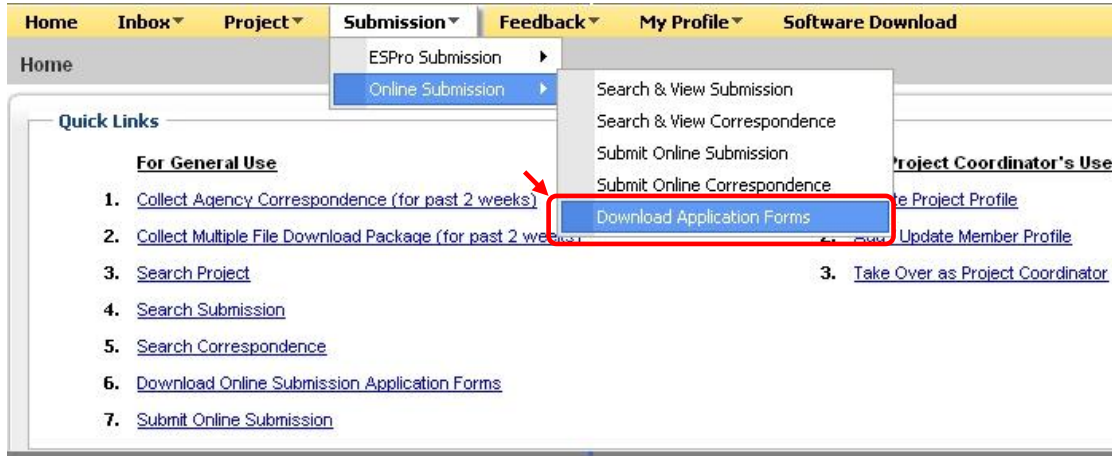 Home Inbox Project Submission Feedback My Profile Software Download
Home
ESPro Submission
Online Submission
Search & View Submission
Search & View Correspondence
Submit Online Submission
Submit Online Correspondence
Download Application Forms
Quick Links
For General Use
1. Collect Agency Correspondence (for past 2 weeks)
2. Collect Multiple File Download Package (for past 2 weeks)
3. Search Project
4. Search Submission
5. Search Correspondence
6. Download Online Submission Application Forms
7. Submit Online Submission
Project Coordinator's Use
Project Profile
2. Update Member Profile
3. Take Over as Project Coordinator